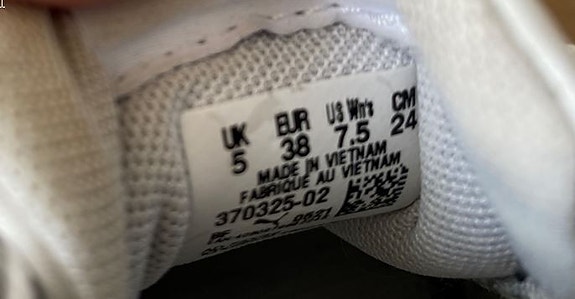 UK EUR US Wn's CM
5 38 7.5 24
MADE IN VIETNAM
FABRIQUE AU VIETNAM
370325-02